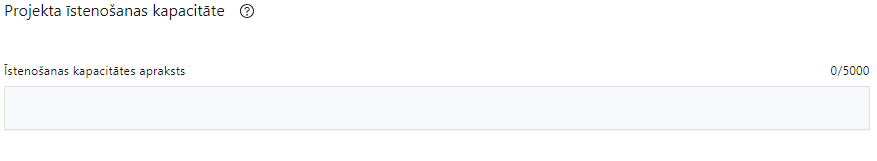 Projekta īstenošanas kapacitāte ?
Īstenošanas kapacitātes apraksts 0/5000